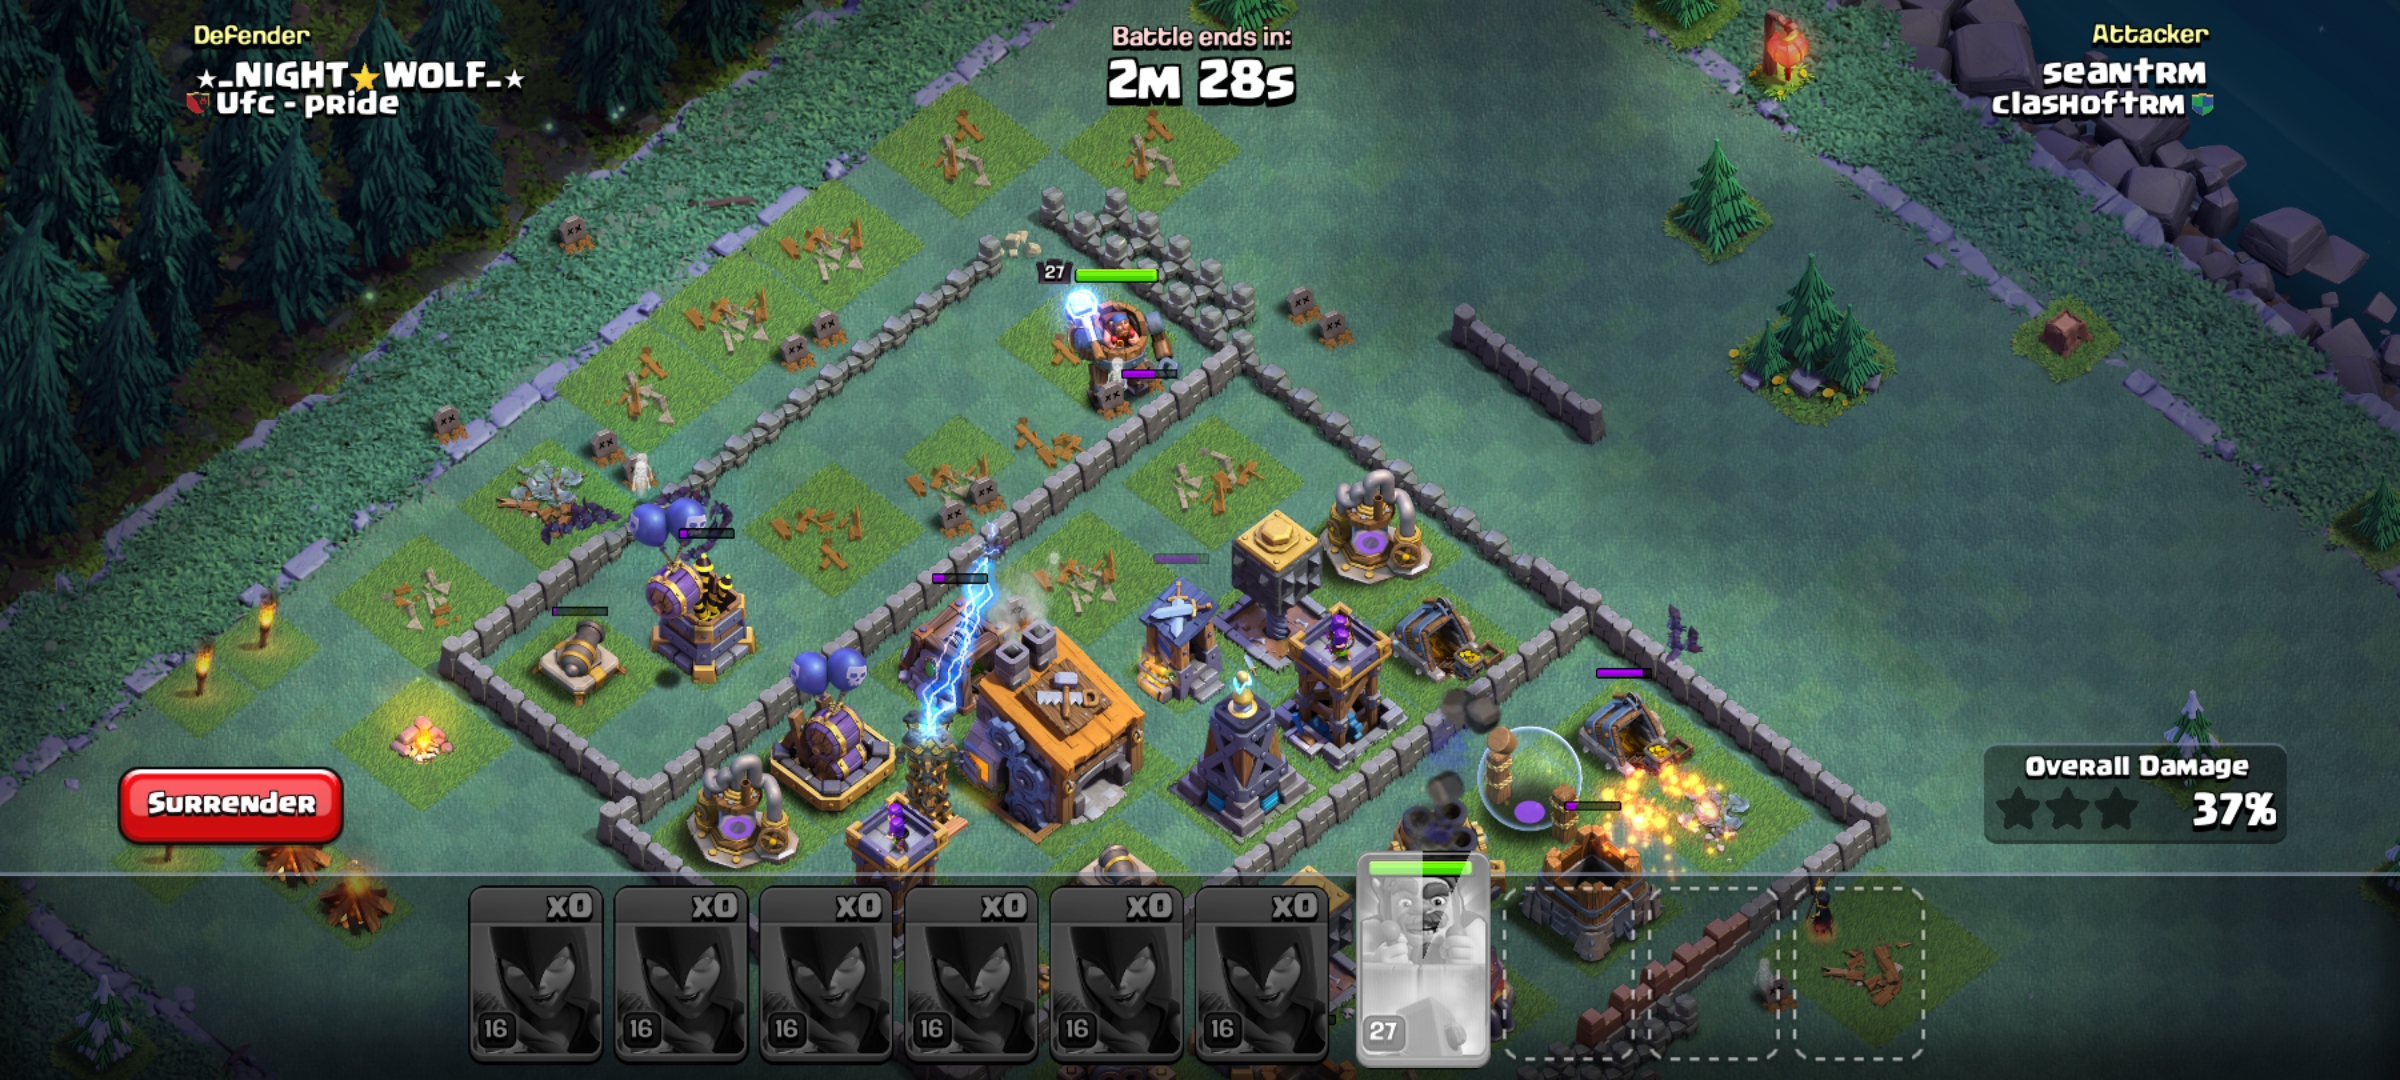 Defender
★_NIGHT⭐WOLF_★
Ufc - pride
Battle ends in:
2M 28s
Attacker
seantRM
clashoftRM
27
Surrender
Overall Damage
37%
x0
x0
x0
x0
x0
x0
16
16
16
16
16
16
27